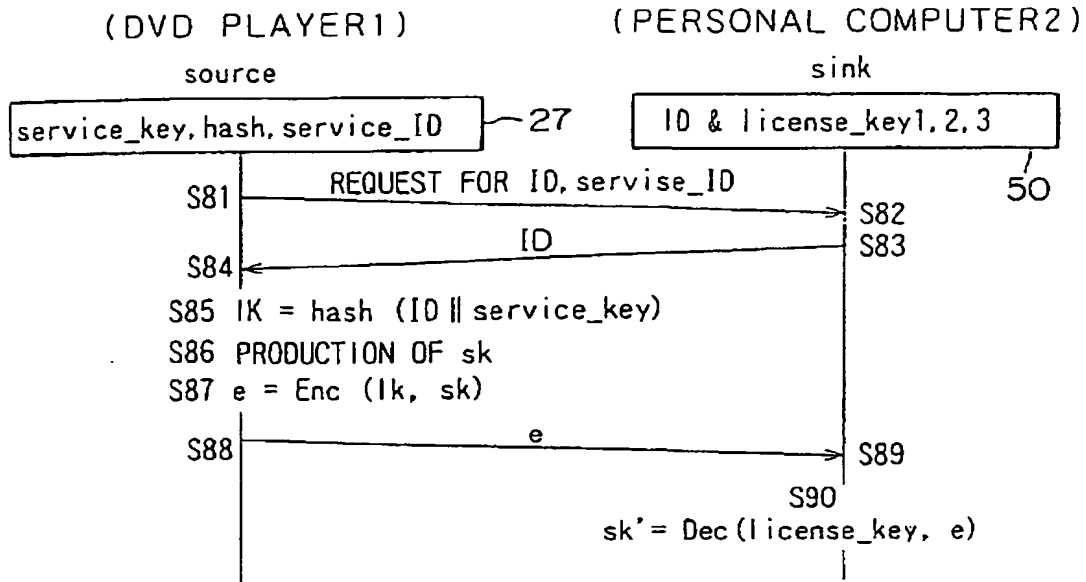 (DVD PLAYER1) (PERSONAL COMPUTER2)
source sink
service_key, hash, service_ID 27 ID & license_key1, 2, 3
50
S81 REQUEST FOR ID, servise_ID S82
ID S83
S84
S85 lK = hash (ID || service_key)
S86 PRODUCTION OF sk
S87 e = Enc (lk, sk)
S88 e S89
S90
sk' = Dec(license_key, e)